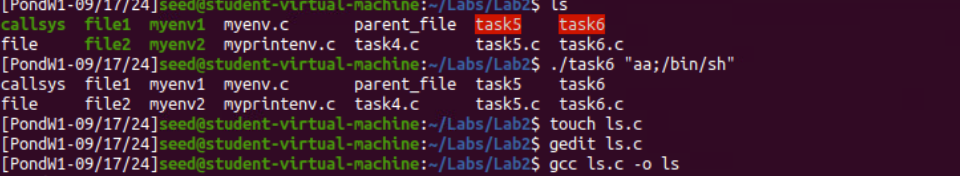 [PondW1-09/17/24]seed@student-virtual-machine:~/Labs/Lab2$ ls
callsys file1 myenv1 myenv.c parent_file task5 task6
file file2 myenv2 myprintenv.c task4.c task5.c task6.c
[PondW1-09/17/24]seed@student-virtual-machine:~/Labs/Lab2$ ./task6 "aa;/bin/sh"
callsys file1 myenv1 myenv.c parent_file task5 task6
file file2 myenv2 myprintenv.c task4.c task5.c task6.c
[PondW1-09/17/24]seed@student-virtual-machine:~/Labs/Lab2$ touch ls.c
[PondW1-09/17/24]seed@student-virtual-machine:~/Labs/Lab2$ gedit ls.c
[PondW1-09/17/24]seed@student-virtual-machine:~/Labs/Lab2$ gcc ls.c -o ls